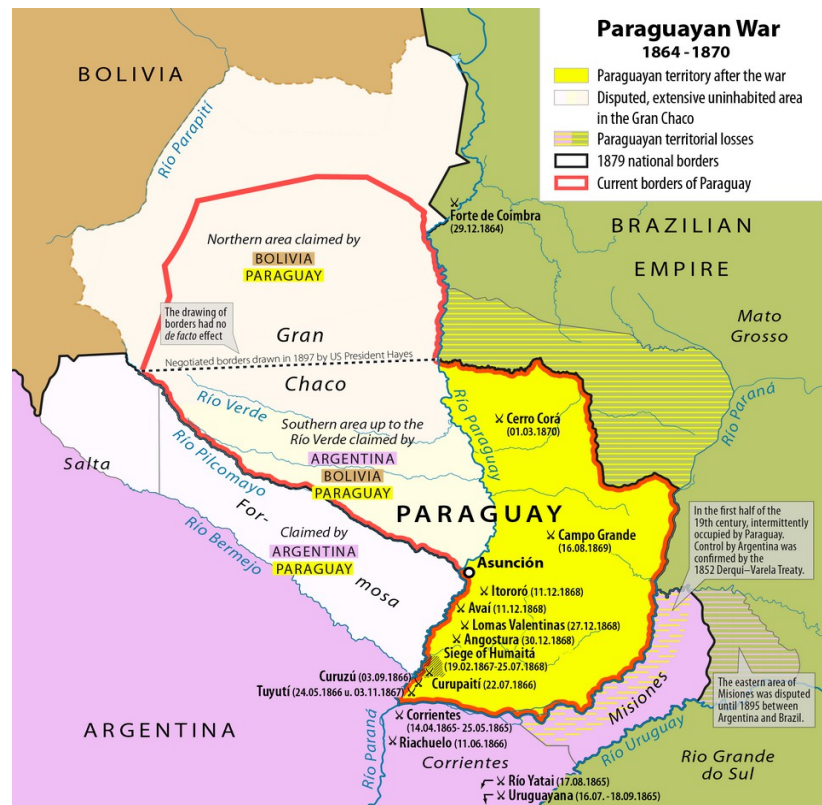 Paraguayan War
1864 - 1870
Paraguayan territory after the war
Disputed, extensive uninhabited area
in the Gran Chaco
Paraguayan territorial losses
1879 national borders
Current borders of Paraguay
BOLIVIA
Río Parapití
Forte de Coimbra
(29.12.1864)
BRAZILIAN
EMPIRE
Northern area claimed by
BOLIVIA
PARAGUAY
Mato
Grosso
The drawing of
borders had no
de facto effect
Gran
Negotiated borders drawn in 1897 by US President Hayes
Chaco
Río Verde
Río Paraguay
Río Paraná
Cerro Corá
(01.03.1870)
Southern area up to the
Río Verde claimed by
ARGENTINA
BOLIVIA
PARAGUAY
Salta
Río Pilcomayo
PARAGUAY
For-
mosa
Río Bermejo
Claimed by
ARGENTINA
PARAGUAY
Campo Grande
(16.08.1869)
In the first half of the
19th century, intermittently
occupied by Paraguay.
Control by Argentina was
confirmed by the
1852 Derqui–Varela Treaty.
Asunción
Itororó (11.12.1868)
Avaí (11.12.1868)
Lomas Valentinas (27.12.1868)
Angostura (30.12.1868)
Siege of Humaitá
(19.02.1867-25.07.1868)
Curuzú (03.09.1866)
Curupaití (22.07.1866)
Tuyutí (24.05.1866 u. 03.11.1867)
Misiones
The eastern area of
Misiones was disputed
until 1895 between
Argentina and Brazil.
ARGENTINA
Corrientes
(14.04.1865- 25.05.1865)
Riachuelo (11.06.1866)
Río Paraná
Corrientes
Río Uruguay
Rio Grande
do Sul
Río Yatai (17.08.1865)
Uruguayana (16.07. - 18.09.1865)